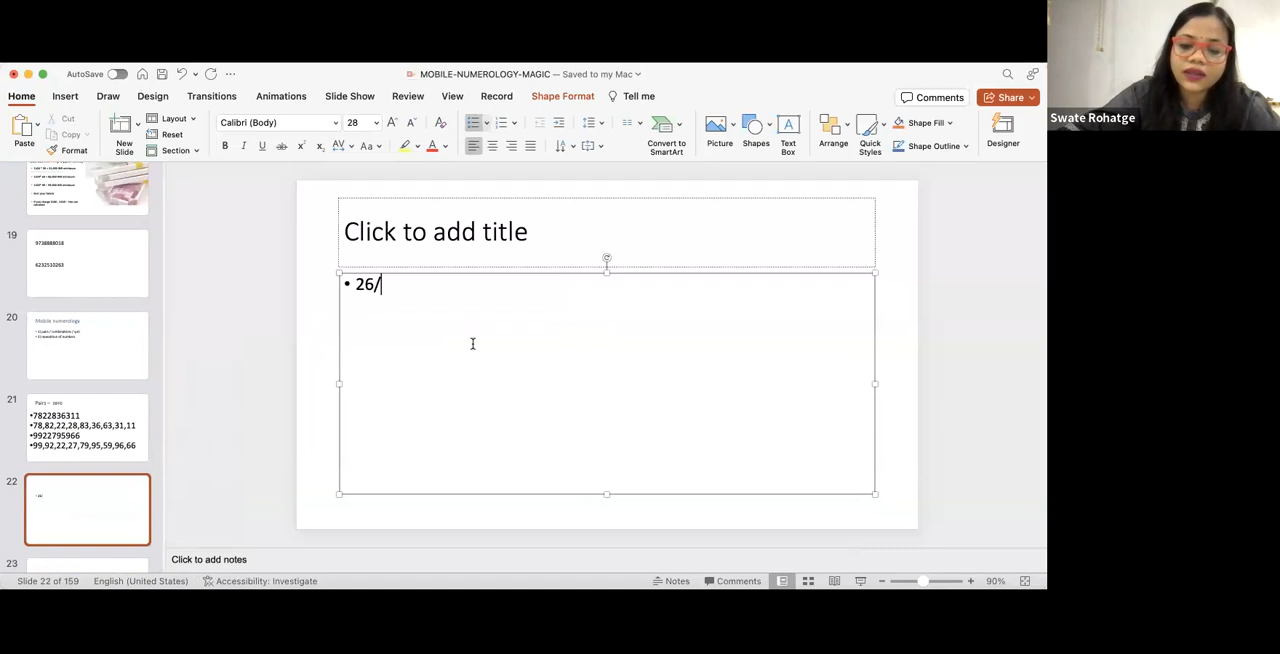 AutoSave
MOBILE-NUMEROLOGY-MAGIC — Saved to my Mac
Home Insert Draw Design Transitions Animations Slide Show Review View Record Shape Format Tell me
Comments Share
Paste
Cut
Copy
Format
New Slide
Layout
Reset
Section
Calibri (Body) 28
Convert to SmartArt
Picture
Shapes
Text Box
Arrange
Quick Styles
Shape Fill
Shape Outline
Designer
Swate Rohatge
19
9738888018
6232510263
20
Mobile numerology
21
Pairs – zero
•7822836311
•78,82,22,28,83,36,63,31,11
•9922795966
•99,92,22,27,79,95,59,96,66
22
23
Click to add title
• 26/
Click to add notes
Slide 22 of 159 English (United States) Accessibility: Investigate
Notes Comments 90%